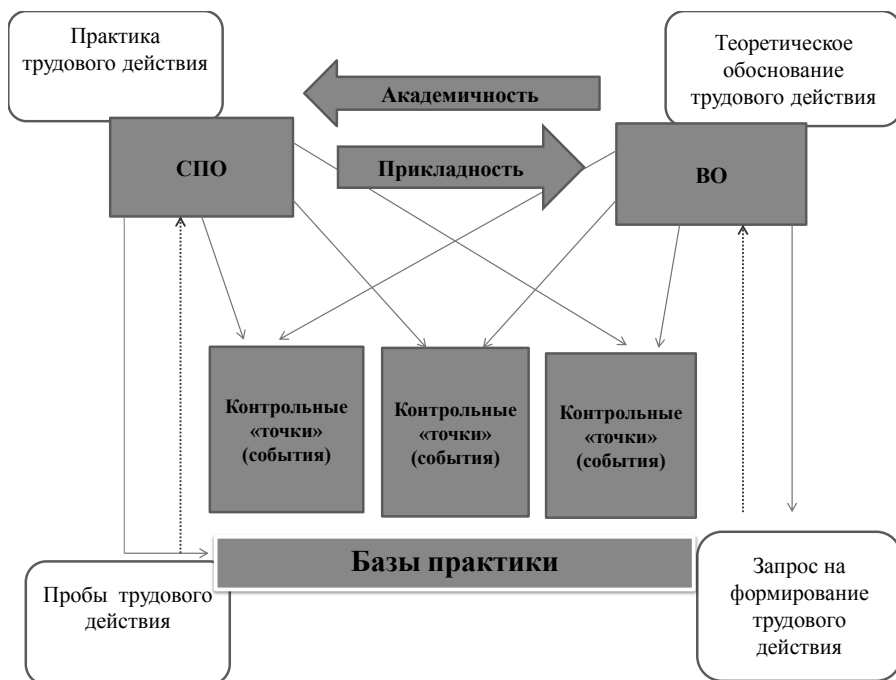 Практика
трудового действия
Теоретическое
обоснование
трудового действия
Академичность
Прикладность
СПО
ВО
Контрольные
«точки»
(события)
Контрольные
«точки»
(события)
Контрольные
«точки»
(события)
Базы практики
Пробы трудового
действия
Запрос на
формирование
трудового
действия